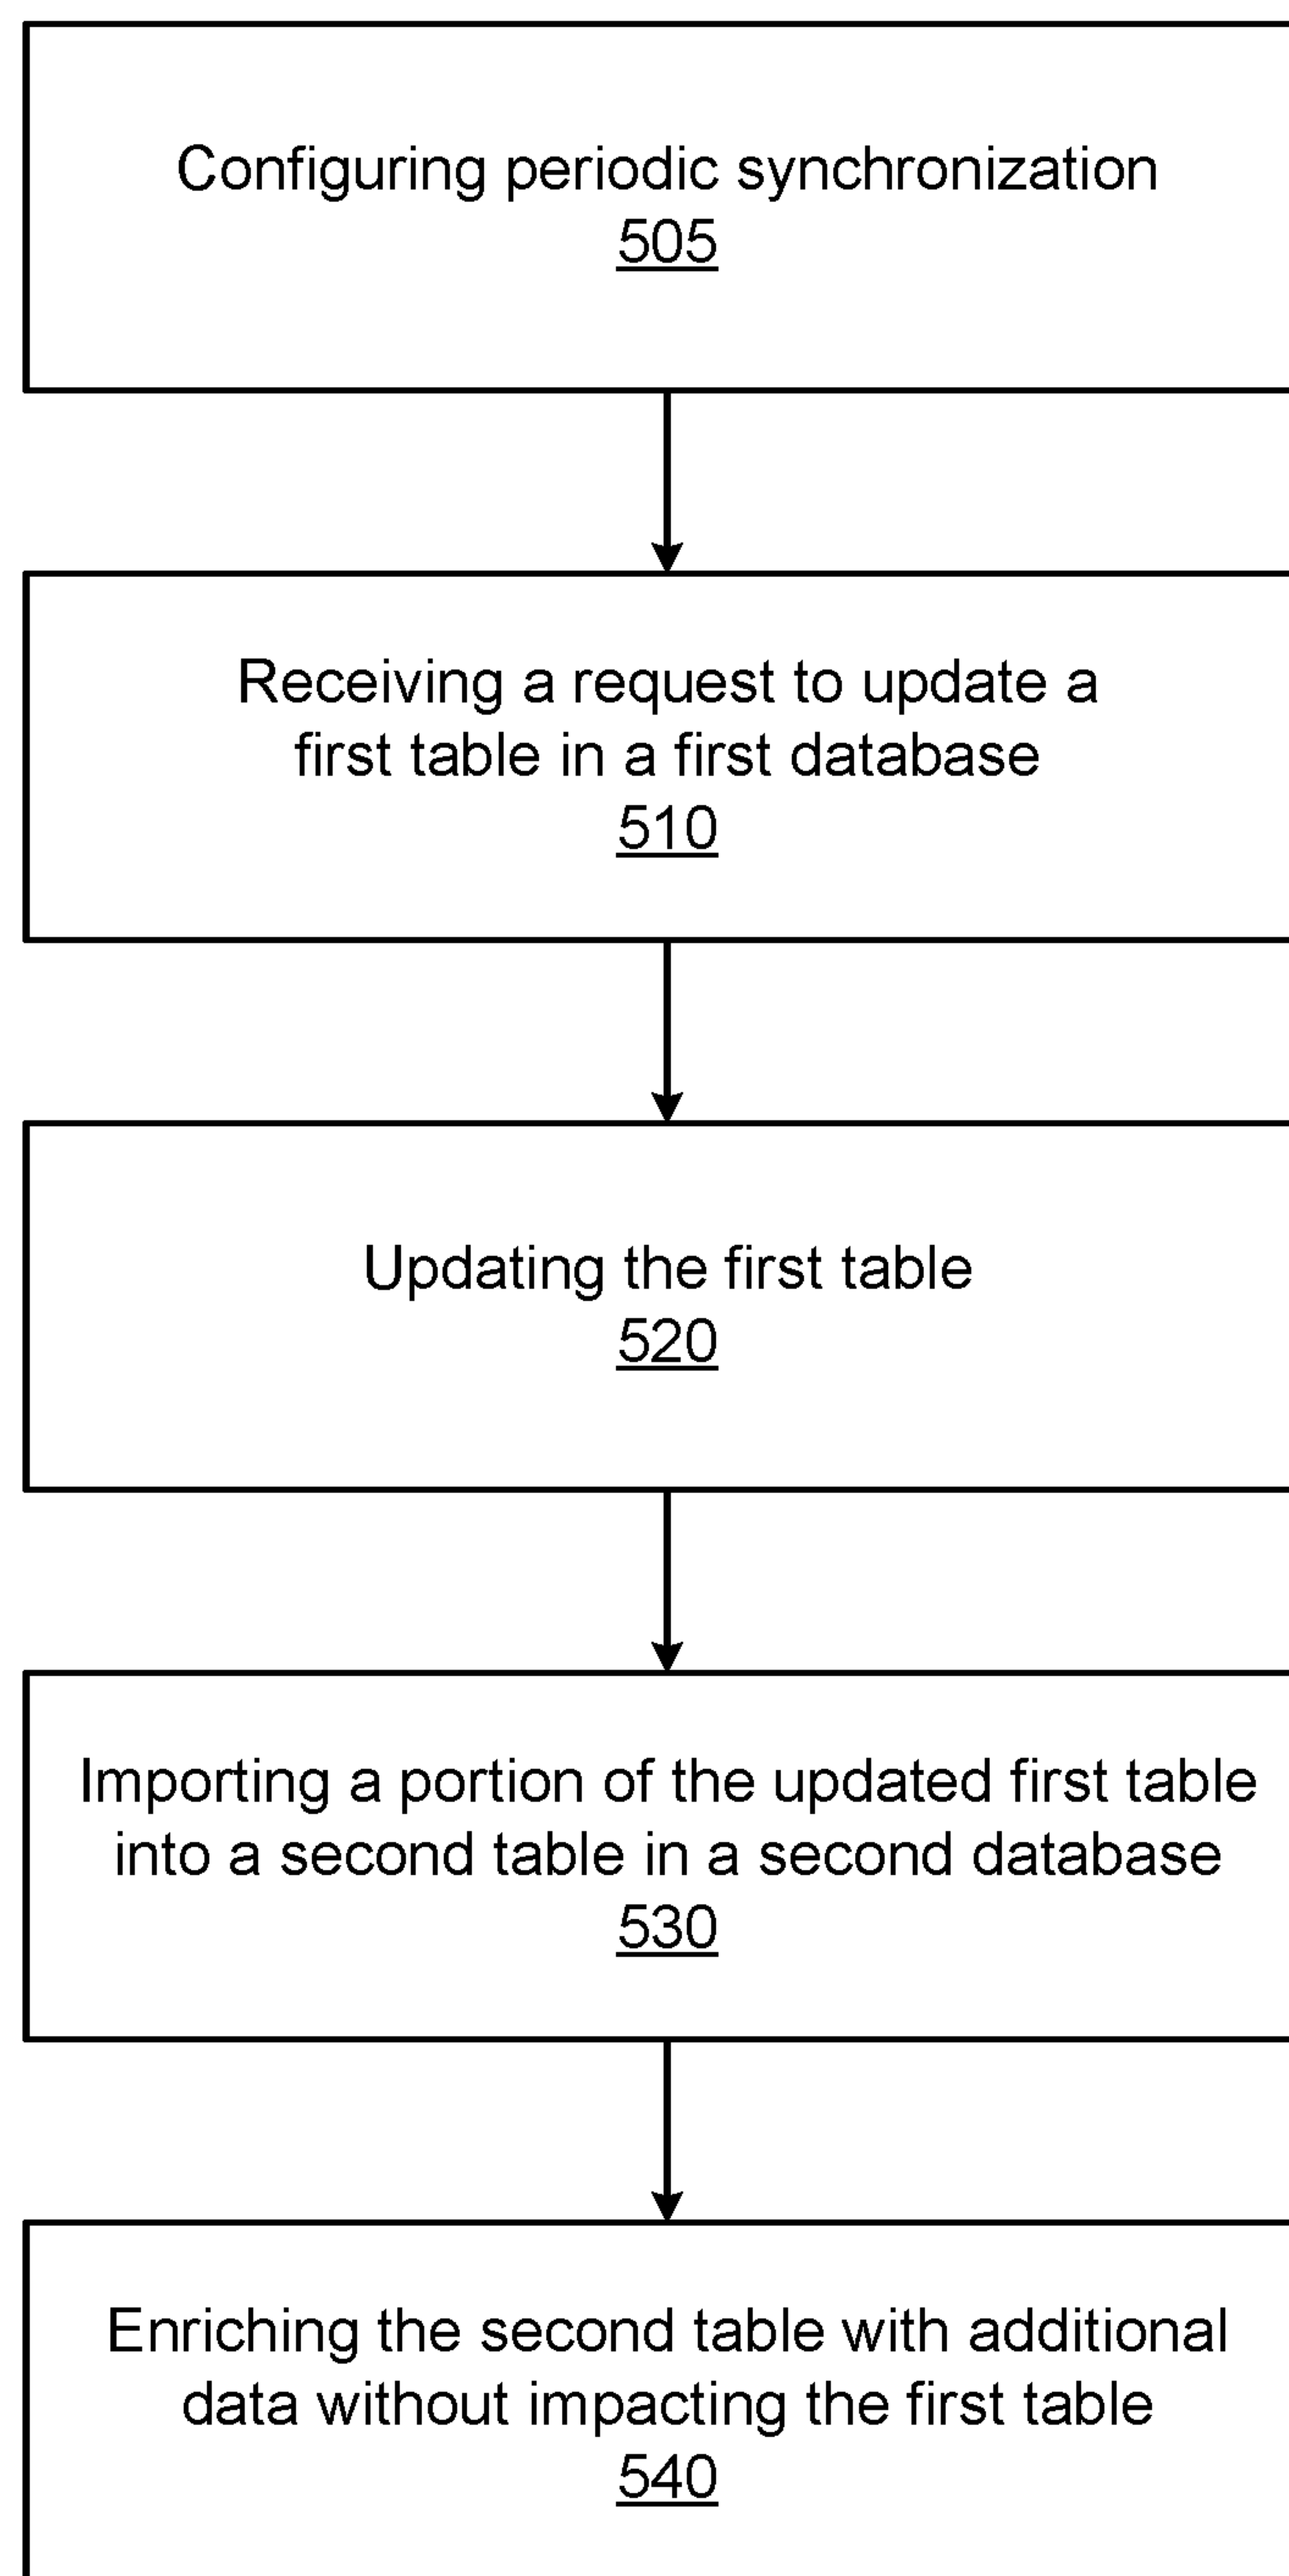 Configuring periodic synchronization
505
Receiving a request to update a
first table in a first database
510
Updating the first table
520
Importing a portion of the updated first table
into a second table in a second database
530
Enriching the second table with additional
data without impacting the first table
540